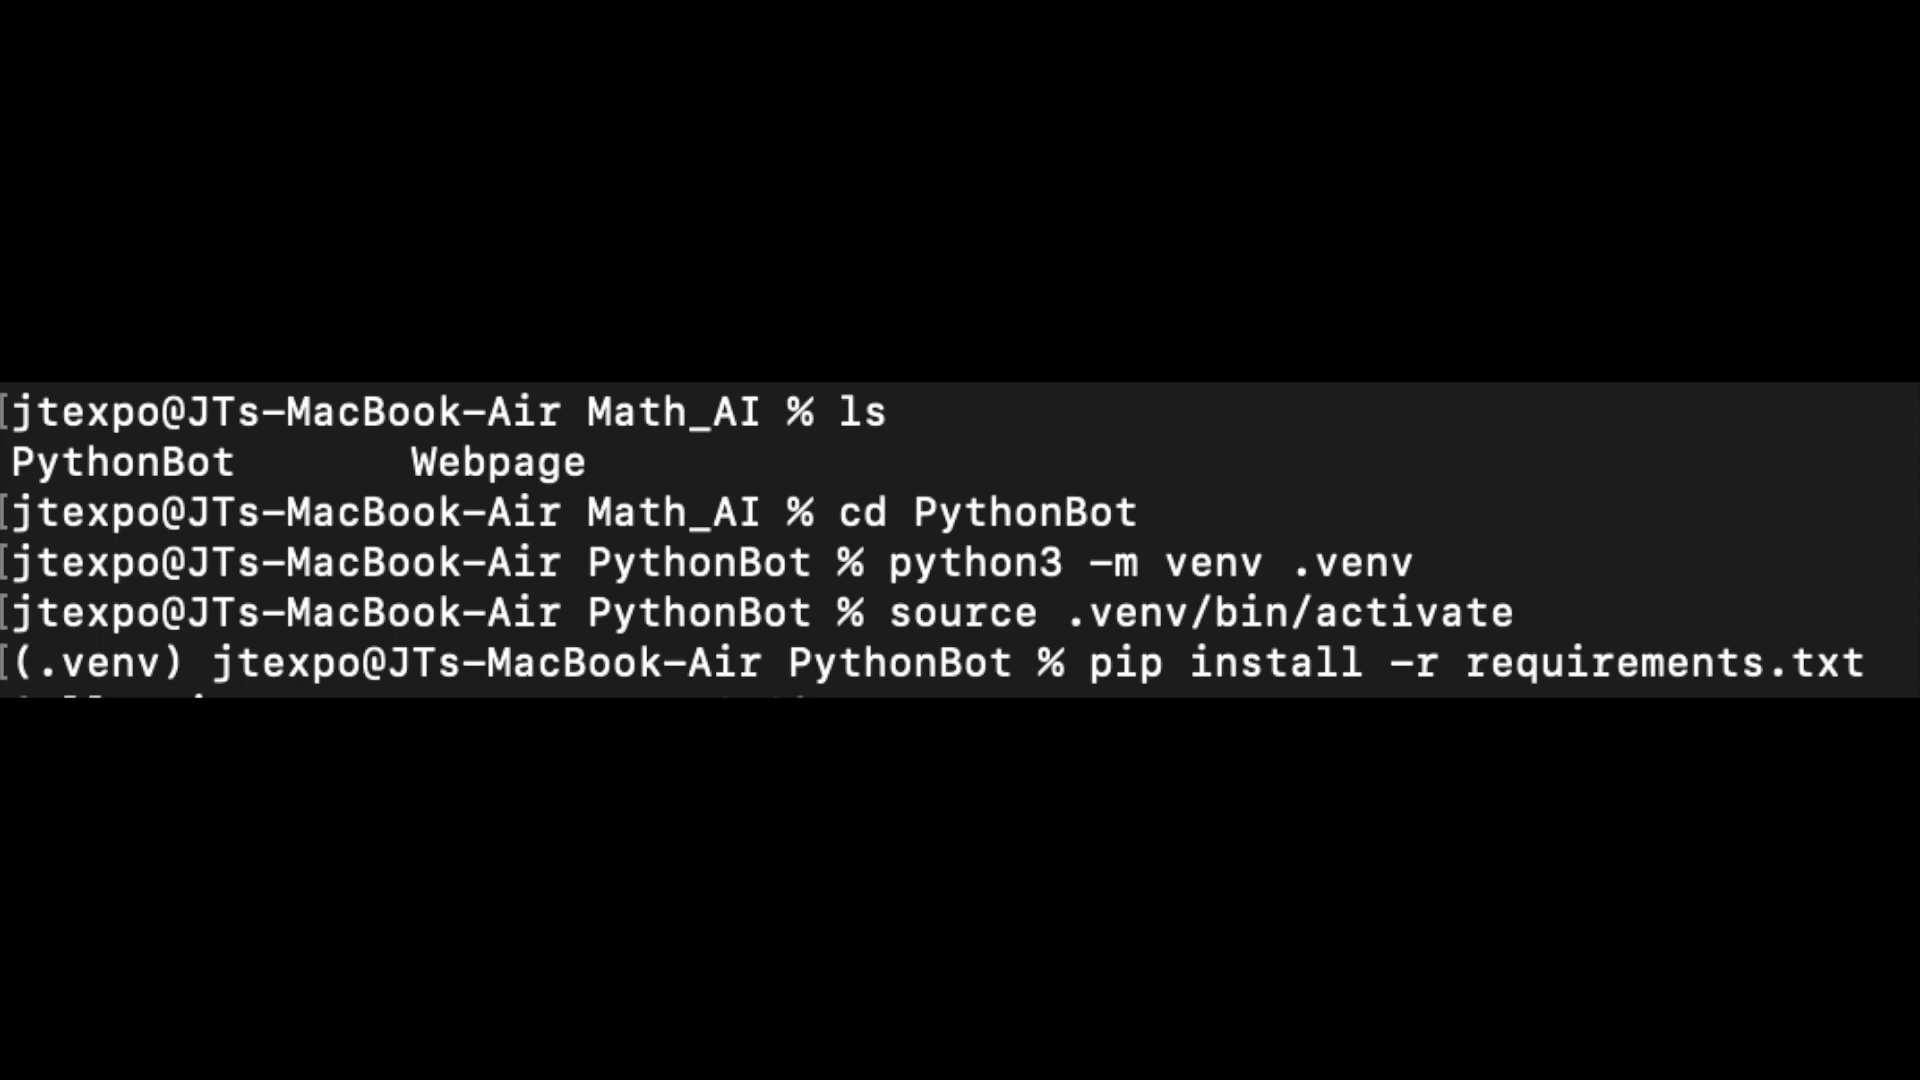 [jtexpo@JTs-MacBook-Air Math_AI % ls
PythonBot Webpage
[jtexpo@JTs-MacBook-Air Math_AI % cd PythonBot
[jtexpo@JTs-MacBook-Air PythonBot % python3 -m venv .venv
[jtexpo@JTs-MacBook-Air PythonBot % source .venv/bin/activate
[(.venv) jtexpo@JTs-MacBook-Air PythonBot % pip install -r requirements.txt